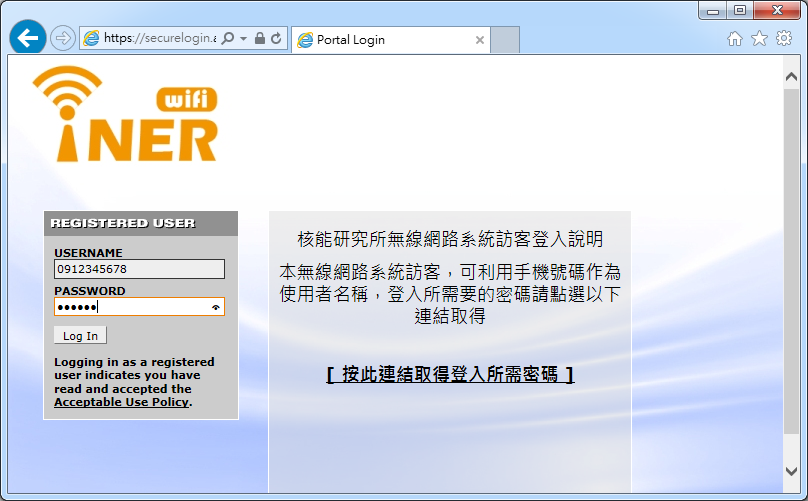 https://securelogin.a
Portal Login
wifi
iNER
REGISTERED USER
USERNAME
0912345678
PASSWORD
••••••
Log In
Logging in as a registered
user indicates you have
read and accepted the
Acceptable Use Policy.
核能研究所無線網路系統訪客登入說明
本無線網路系統訪客，可利用手機號碼作為
使用者名稱，登入所需要的密碼請點選以下
連結取得
[ 按此連結取得登入所需密碼 ]